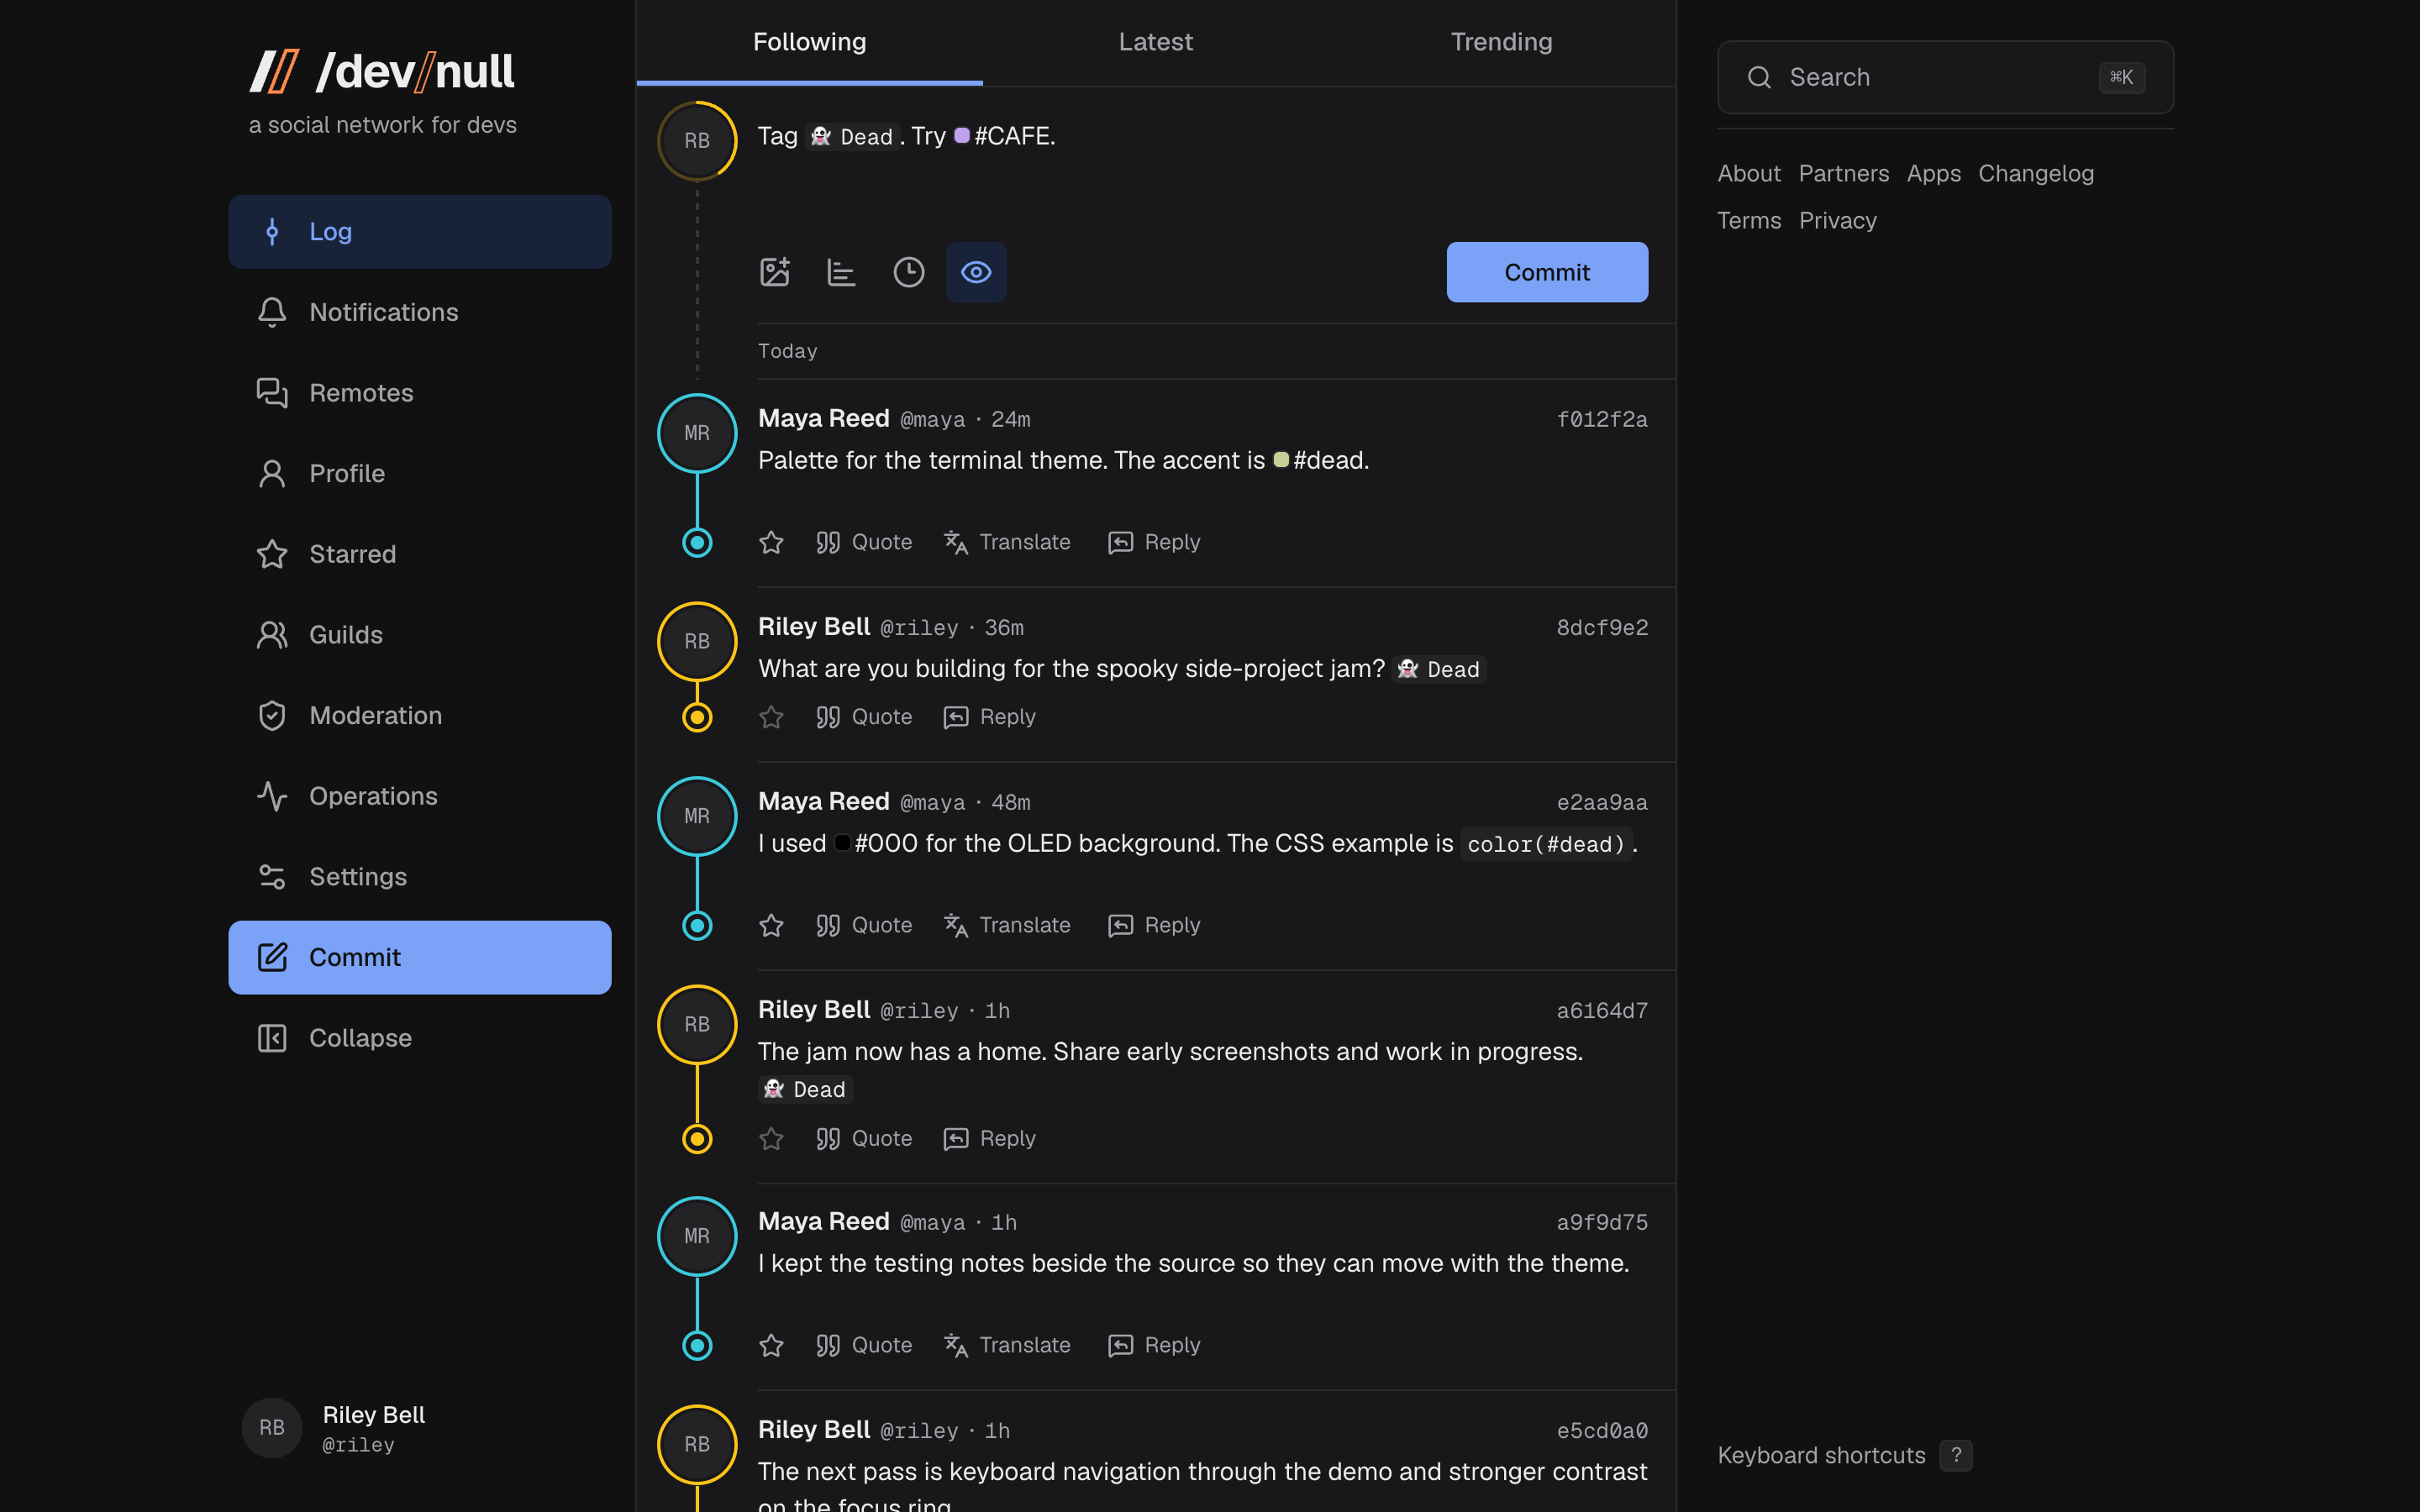 /dev/null
a social network for devs
Log
Notifications
Remotes
Profile
Starred
Guilds
Moderation
Operations
Settings
Commit
Collapse
RB
Riley Bell
@riley
Following
Latest
Trending
RB
Tag 👻 Dead. Try #CAFE.
Commit
Today
MR
Maya Reed @maya · 24m f012f2a
Palette for the terminal theme. The accent is #dead.
Quote Translate Reply
RB
Riley Bell @riley · 36m 8dcf9e2
What are you building for the spooky side-project jam? 👻 Dead
Quote Reply
MR
Maya Reed @maya · 48m e2aa9aa
I used #000 for the OLED background. The CSS example is color(#dead).
Quote Translate Reply
RB
Riley Bell @riley · 1h a6164d7
The jam now has a home. Share early screenshots and work in progress.
👻 Dead
Quote Reply
MR
Maya Reed @maya · 1h a9f9d75
I kept the testing notes beside the source so they can move with the theme.
Quote Translate Reply
RB
Riley Bell @riley · 1h e5cd0a0
The next pass is keyboard navigation through the demo and stronger contrast
on the focus ring.
Search ⌘K
About Partners Apps Changelog
Terms Privacy
Keyboard shortcuts ?